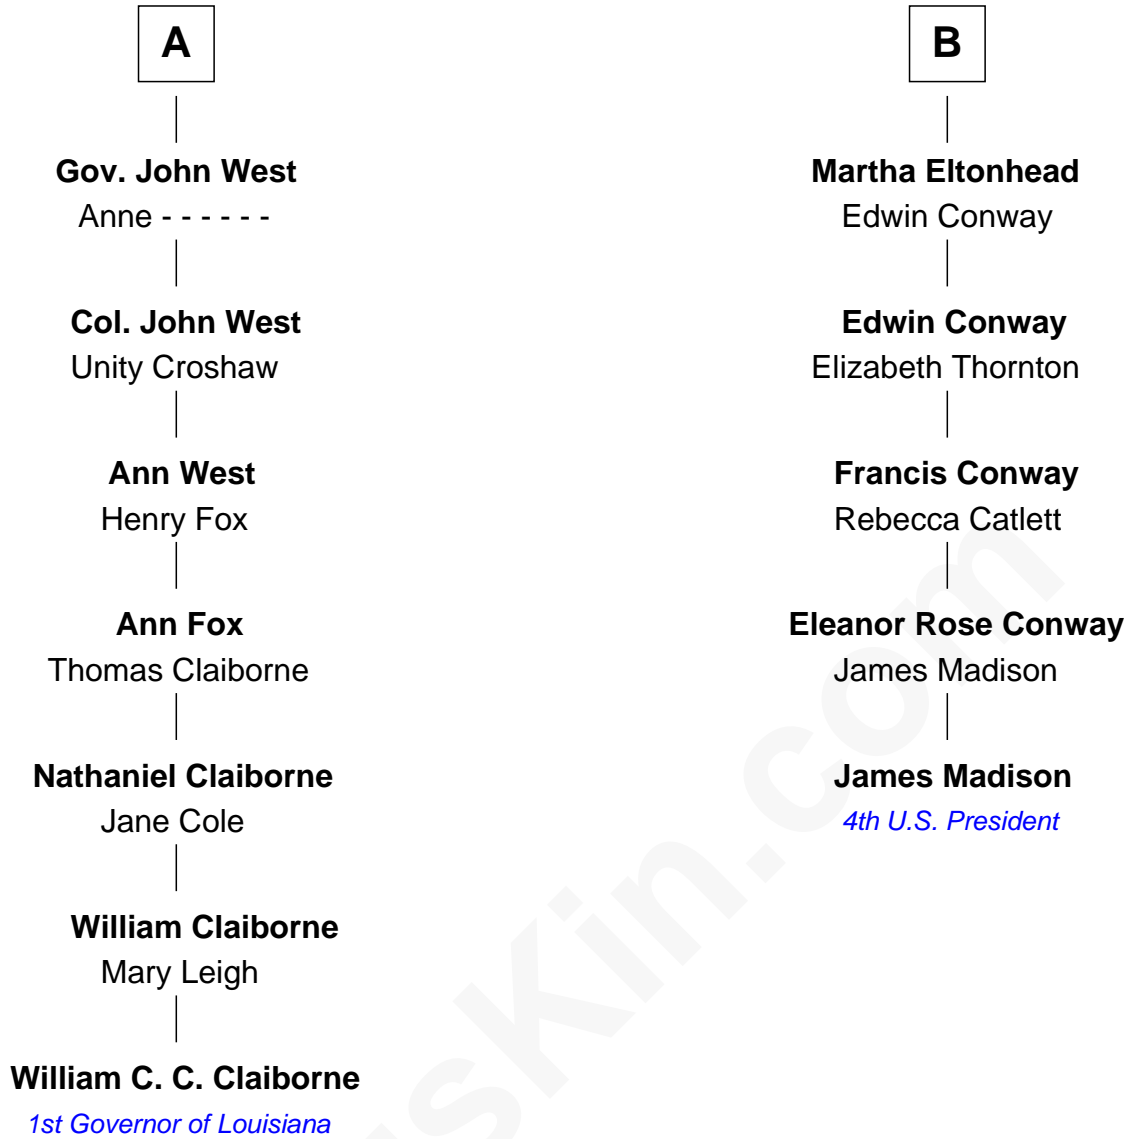 A
Gov. John West
Anne - - - - - -
Col. John West
Unity Croshaw
Ann West
Henry Fox
Ann Fox
Thomas Claiborne
Nathaniel Claiborne
Jane Cole
William Claiborne
Mary Leigh
William C. C. Claiborne
1st Governor of Louisiana
B
Martha Eltonhead
Edwin Conway
Edwin Conway
Elizabeth Thornton
Francis Conway
Rebecca Catlett
Eleanor Rose Conway
James Madison
James Madison
4th U.S. President
sKin.com